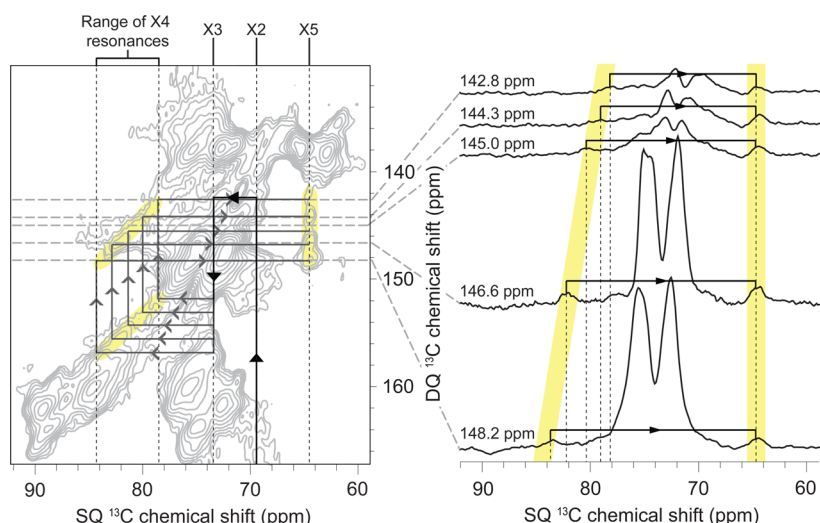 Range of X4
resonances
X3
X2
X5
140
150
160
DQ ¹³C chemical shift (ppm)
90
80
70
60
SQ ¹³C chemical shift (ppm)
142.8 ppm
144.3 ppm
145.0 ppm
146.6 ppm
148.2 ppm
90
80
70
60
SQ ¹³C chemical shift (ppm)